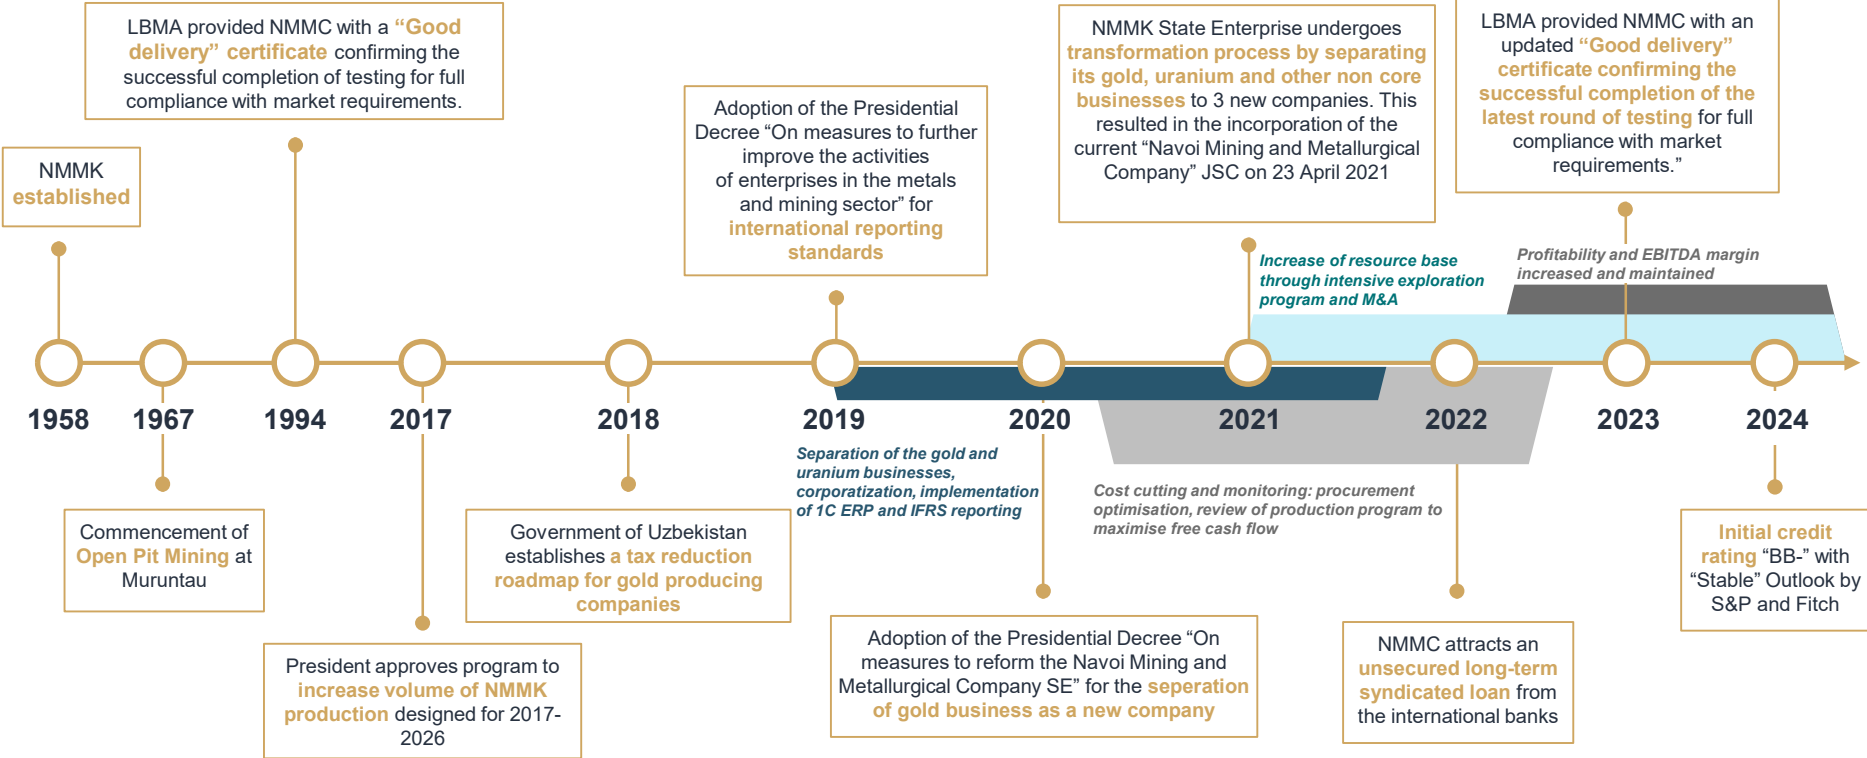 LBMA provided NMMC with a “Good
delivery” certificate confirming the
successful completion of testing for full
compliance with market requirements.
NMMK
established
Adoption of the Presidential
Decree “On measures to further
improve the activities
of enterprises in the metals
and mining sector” for
international reporting
standards
NMMK State Enterprise undergoes
transformation process by separating
its gold, uranium and other non core
businesses to 3 new companies. This
resulted in the incorporation of the
current “Navoi Mining and Metallurgical
Company” JSC on 23 April 2021
LBMA provided NMMC with an
updated “Good delivery”
certificate confirming the
successful completion of the
latest round of testing for full
compliance with market
requirements.”
Increase of resource base
through intensive exploration
program and M&A
Profitability and EBITDA margin
increased and maintained
1958
1967
1994
2017
2018
2019
2020
2021
2022
2023
2024
Separation of the gold and
uranium businesses,
corporatization, implementation
of 1C ERP and IFRS reporting
Cost cutting and monitoring: procurement
optimisation, review of production program to
maximise free cash flow
Commencement of
Open Pit Mining at
Muruntau
President approves program to
increase volume of NMMK
production designed for 2017-
2026
Government of Uzbekistan
establishes a tax reduction
roadmap for gold producing
companies
Adoption of the Presidential Decree “On
measures to reform the Navoi Mining and
Metallurgical Company SE” for the seperation
of gold business as a new company
NMMC attracts an
unsecured long-term
syndicated loan from
the international banks
Initial credit
rating “BB-” with
“Stable” Outlook by
S&P and Fitch